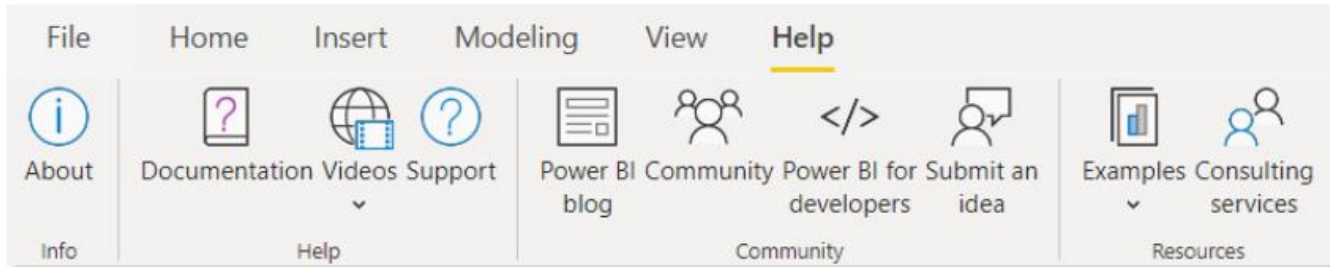 File Home Insert Modeling View Help
About Documentation Videos Support Power BI blog Community Power BI for developers Submit an idea Examples Consulting services
Info Help Community Resources